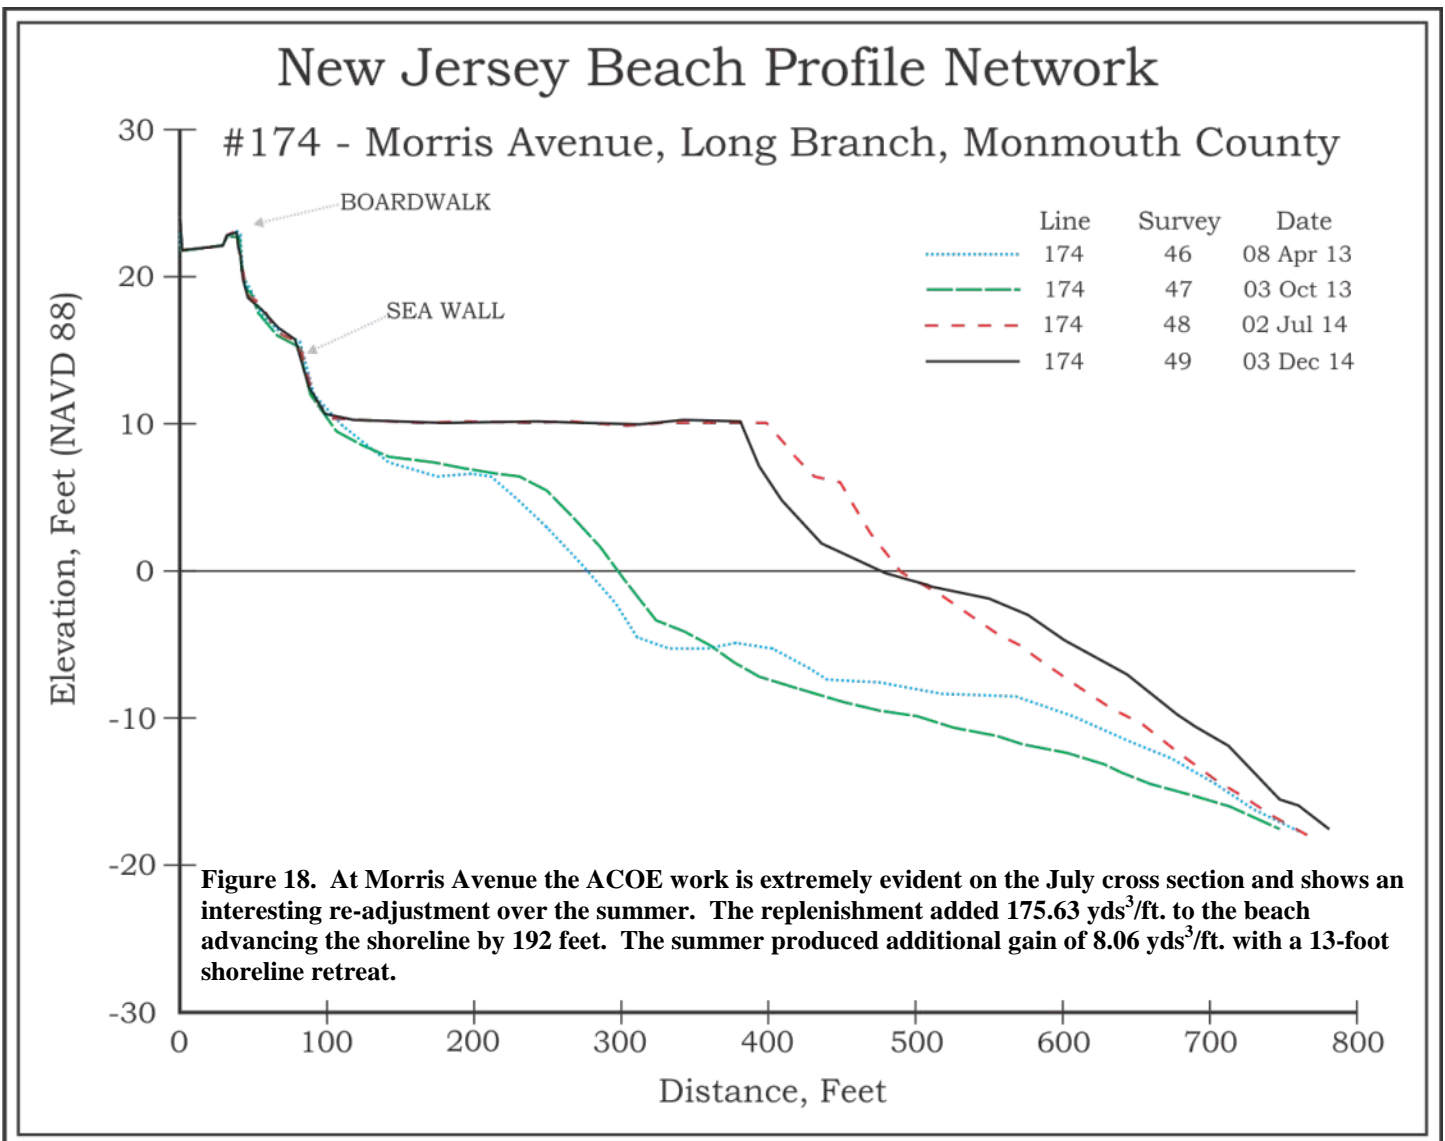 New Jersey Beach Profile Network
#174 - Morris Avenue, Long Branch, Monmouth County
BOARDWALK
SEA WALL
Line Survey Date
174 46 08 Apr 13
174 47 03 Oct 13
174 48 02 Jul 14
174 49 03 Dec 14
Elevation, Feet (NAVD 88)
30
20
10
0
-10
-20
-30
Figure 18. At Morris Avenue the ACOE work is extremely evident on the July cross section and shows an
interesting re-adjustment over the summer. The replenishment added 175.63 yds³/ft. to the beach
advancing the shoreline by 192 feet. The summer produced additional gain of 8.06 yds³/ft. with a 13-foot
shoreline retreat.
0 100 200 300 400 500 600 700 800
Distance, Feet